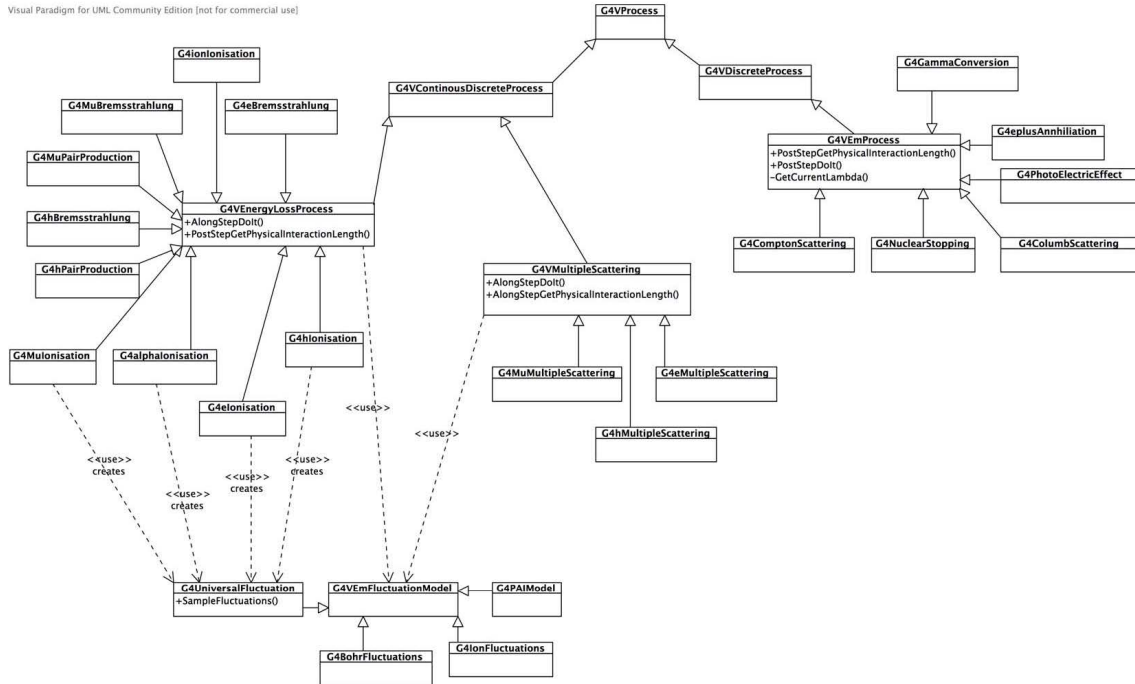 Visual Paradigm for UML Community Edition [not for commercial use]
G4VProcess
G4ionIonisation
G4VContinousDiscreteProcess
G4VDiscreteProcess
G4GammaConversion
G4MuBremsstrahlung
G4eBremsstrahlung
G4VEmProcess
+PostStepGetPhysicalInteractionLength()
+PostStepDoIt()
-GetCurrentLambda()
G4eplusAnnhiliation
G4MuPairProduction
G4PhotoElectricEffect
G4VEnergyLossProcess
+AlongStepDoIt()
+PostStepGetPhysicalInteractionLength()
G4hBremsstrahlung
G4ComptonScattering
G4NuclearStopping
G4ColumbScattering
G4hPairProduction
G4VMultipleScattering
+AlongStepDoIt()
+AlongStepGetPhysicalInteractionLength()
G4hIonisation
G4MuIonisation
G4alphaIonisation
G4MuMultipleScattering
G4eMultipleScattering
G4eIonisation
<<use>>
G4hMultipleScattering
<<use>>
<<use>>
creates
<<use>>
creates
<<use>>
creates
<<use>>
creates
G4UniversalFluctuation
+SampleFluctuations()
G4VEmFluctuationModel
G4PAIModel
G4BohrFluctuations
G4IonFluctuations